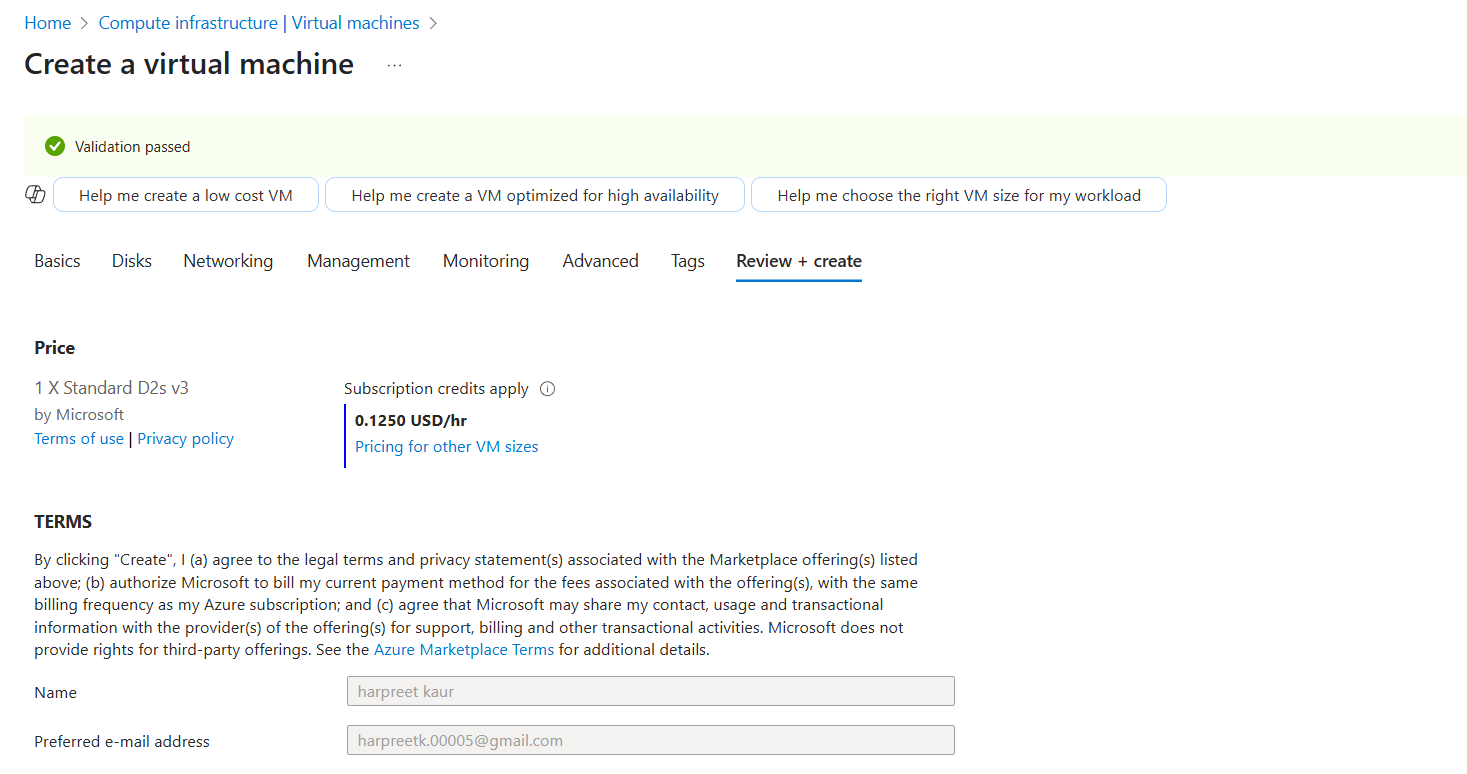 Home > Compute infrastructure | Virtual machines >
Create a virtual machine ...
Validation passed
Help me create a low cost VM Help me create a VM optimized for high availability Help me choose the right VM size for my workload
Basics Disks Networking Management Monitoring Advanced Tags Review + create
Price
1 X Standard D2s v3
by Microsoft
Terms of use | Privacy policy
Subscription credits apply
0.1250 USD/hr
Pricing for other VM sizes
TERMS
By clicking "Create", I (a) agree to the legal terms and privacy statement(s) associated with the Marketplace offering(s) listed
above; (b) authorize Microsoft to bill my current payment method for the fees associated with the offering(s), with the same
billing frequency as my Azure subscription; and (c) agree that Microsoft may share my contact, usage and transactional
information with the provider(s) of the offering(s) for support, billing and other transactional activities. Microsoft does not
provide rights for third-party offerings. See the Azure Marketplace Terms for additional details.
Name harpreet kaur
Preferred e-mail address harpreetk.00005@gmail.com